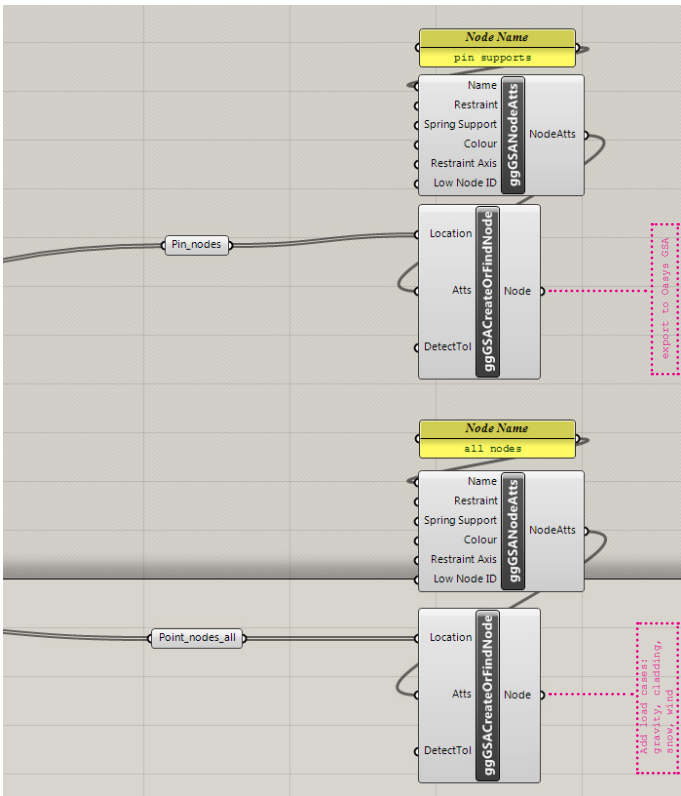 Node Name
pin supports
Name
Restraint
Spring Support
Colour
Restraint Axis
Low Node ID
ggGSANodeAtts
NodeAtts
Pin_nodes
Location
Atts
DetectTol
ggGSACreateOrFindNode
Node
export to Oasys GSA
Node Name
all nodes
Name
Restraint
Spring Support
Colour
Restraint Axis
Low Node ID
ggGSANodeAtts
NodeAtts
Point_nodes_all
Location
Atts
DetectTol
ggGSACreateOrFindNode
Node
Add load cases:
gravity, cladding,
snow, wind